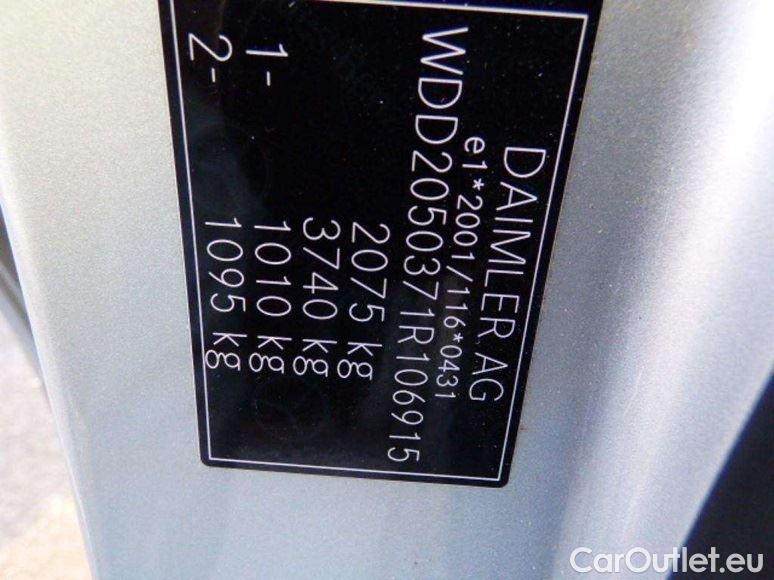 DAIMLER AG
e1*2001/116*0431
WDD2050371R106915
2075 kg
3740 kg
1- 1010 kg
2- 1095 kg
CarOutlet.eu